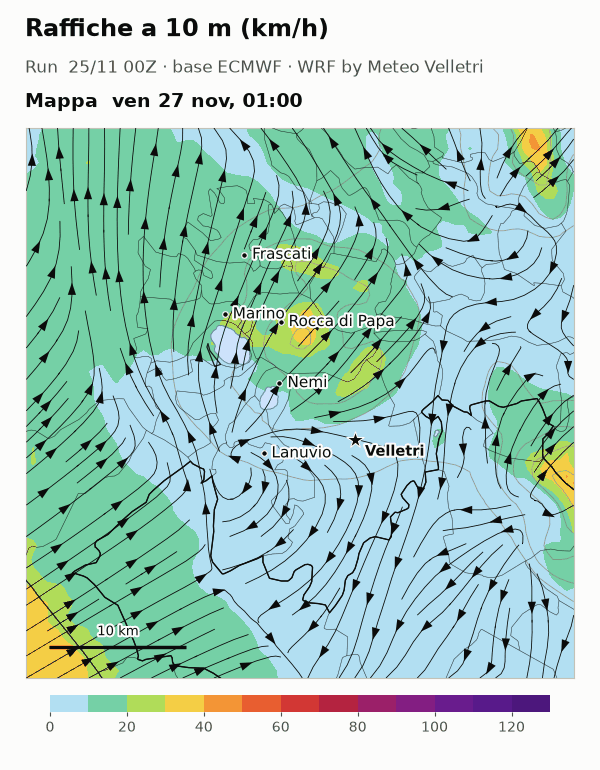 Raffiche a 10 m (km/h)
Run  25/11 00Z · base ECMWF · WRF by Meteo Velletri
Mappa  ven 27 nov, 01:00
Frascati
Marino
Rocca di Papa
Nemi
Velletri
Lanuvio
10 km
0 20 40 60 80 100 120